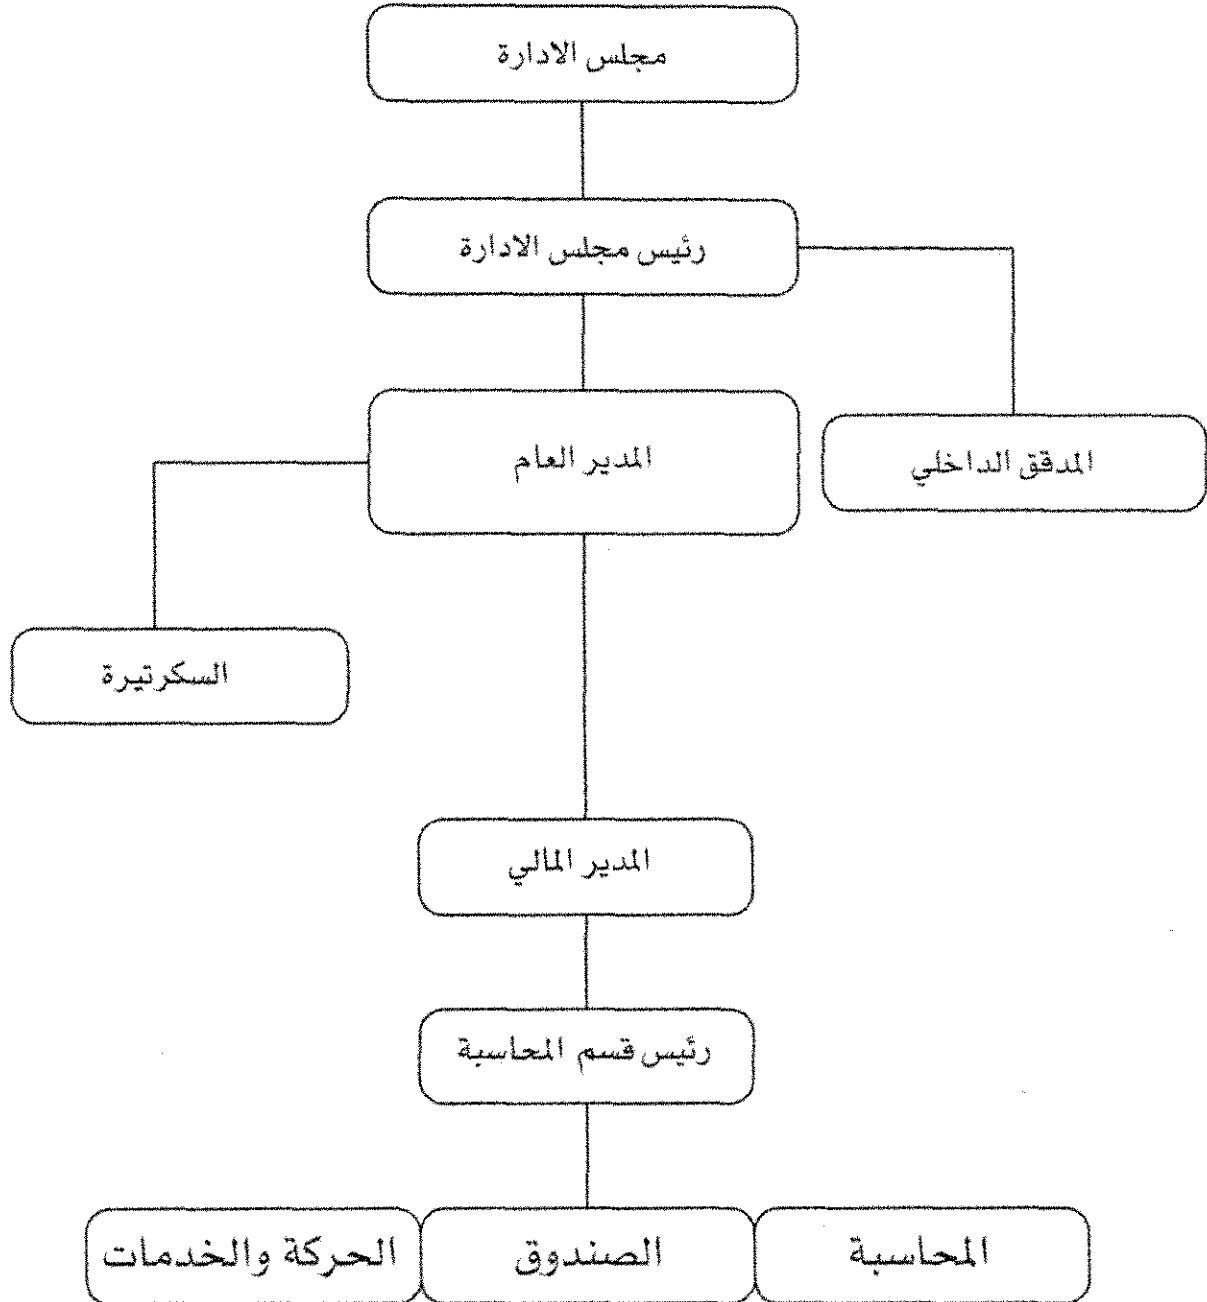 مجلس الادارة
رئيس مجلس الادارة
المدير العام
المدقق الداخلي
السكرتيرة
المدير المالي
رئيس قسم المحاسبة
المحاسبة
الصندوق
الحركة والخدمات